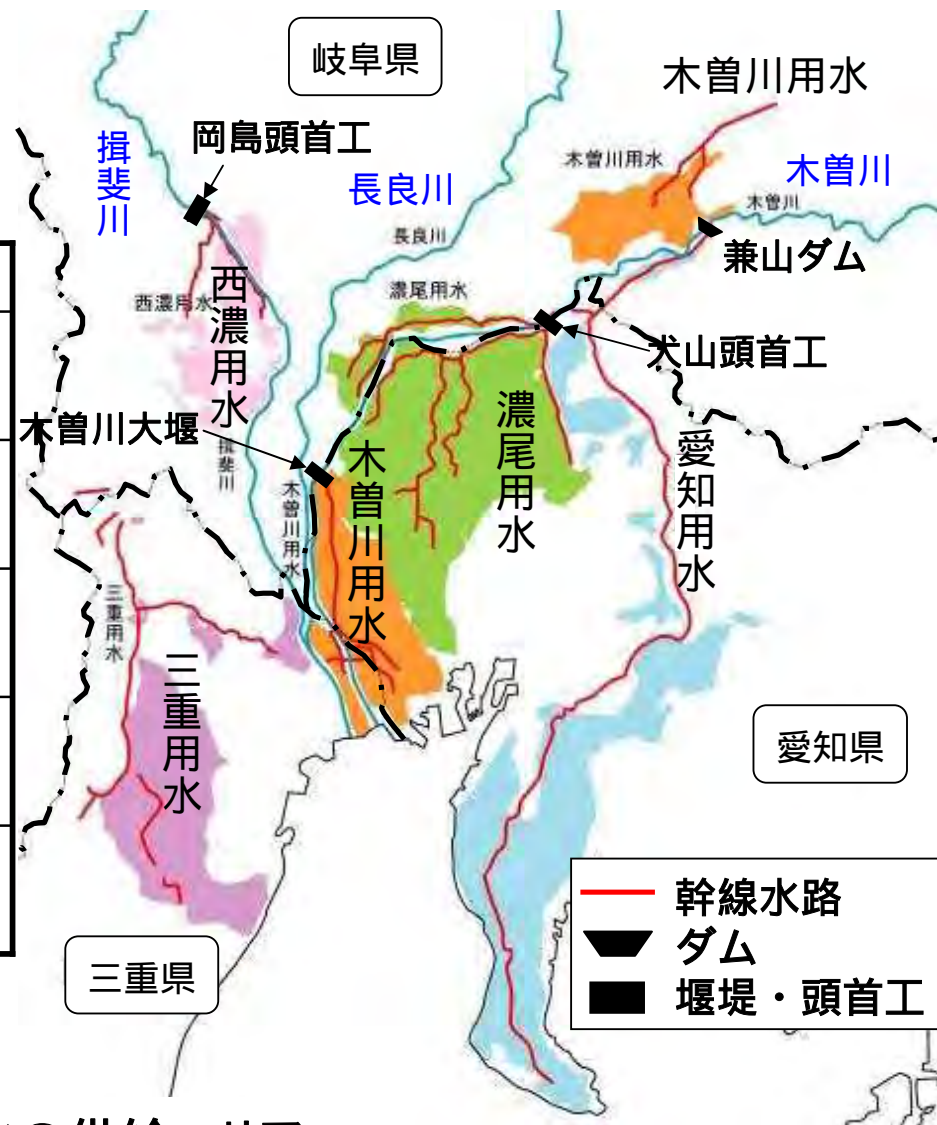 岐阜県
木曽川用水
岡島頭首工
揖斐川
長良川
木曽川用水
木曽川
木曽川
長良川
兼山ダム
西濃用水
西濃用水
濃尾用水
犬山頭首工
木曽川大堰
揖斐川
木曽川用水
木曽川用水
濃尾用水
愛知用水
三重用水
三重用水
愛知県
三重県
幹線水路
ダム
堰堤・頭首工
の供給